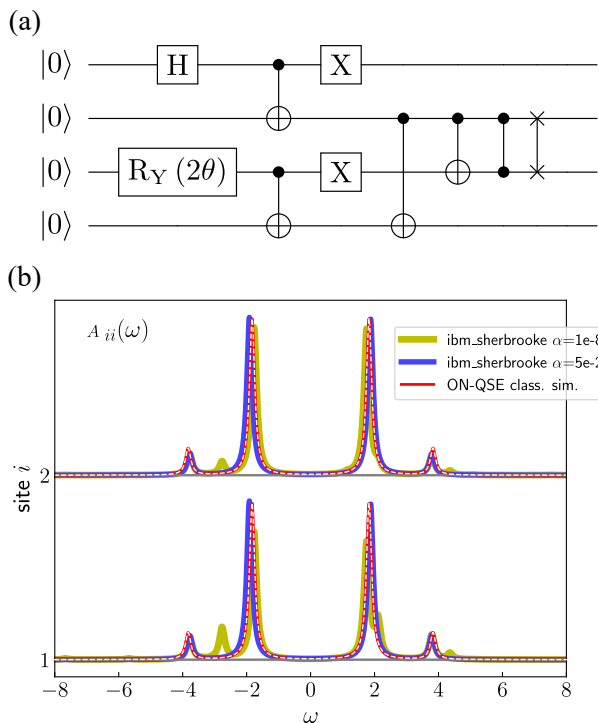 (a)
|0⟩ H X
|0⟩
|0⟩ R_Y (2θ) X
|0⟩
(b)
A_ii(ω)
ibm_sherbrooke α=1e-8
ibm_sherbrooke α=5e-2
ON-QSE class. sim.
2
site i
1
−8 −6 −4 −2 0 2 4 6 8
ω